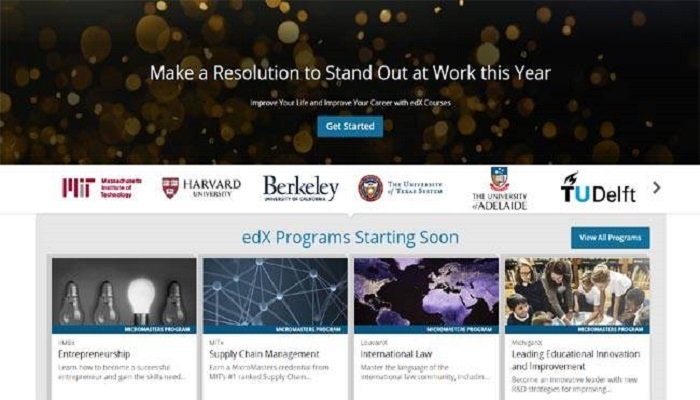 Make a Resolution to Stand Out at Work this Year
Improve Your Life and Improve Your Career with edX Courses
Get Started
MIT Massachusetts
Institute of
Technology
HARVARD
UNIVERSITY
Berkeley
UNIVERSITY OF CALIFORNIA
THE UNIVERSITY
of TEXAS SYSTEM
THE UNIVERSITY
of ADELAIDE
TU Delft
edX Programs Starting Soon
View All Programs
MICROMASTERS PROGRAM
MICROMASTERS PROGRAM
MICROMASTERS PROGRAM
MICROMASTERS PROGRAM
Entrepreneurship
Learn how to become a successful
entrepreneur and gain the skills need...
MITx
Supply Chain Management
Earn a MicroMasters credential from
MIT's #1 ranked Supply Chain...
LouvainX
International Law
Master the language of the
international law community, includin...
MichiganX
Leading Educational Innovation
and Improvement
Become an innovative leader with new
R&D strategies for improving...